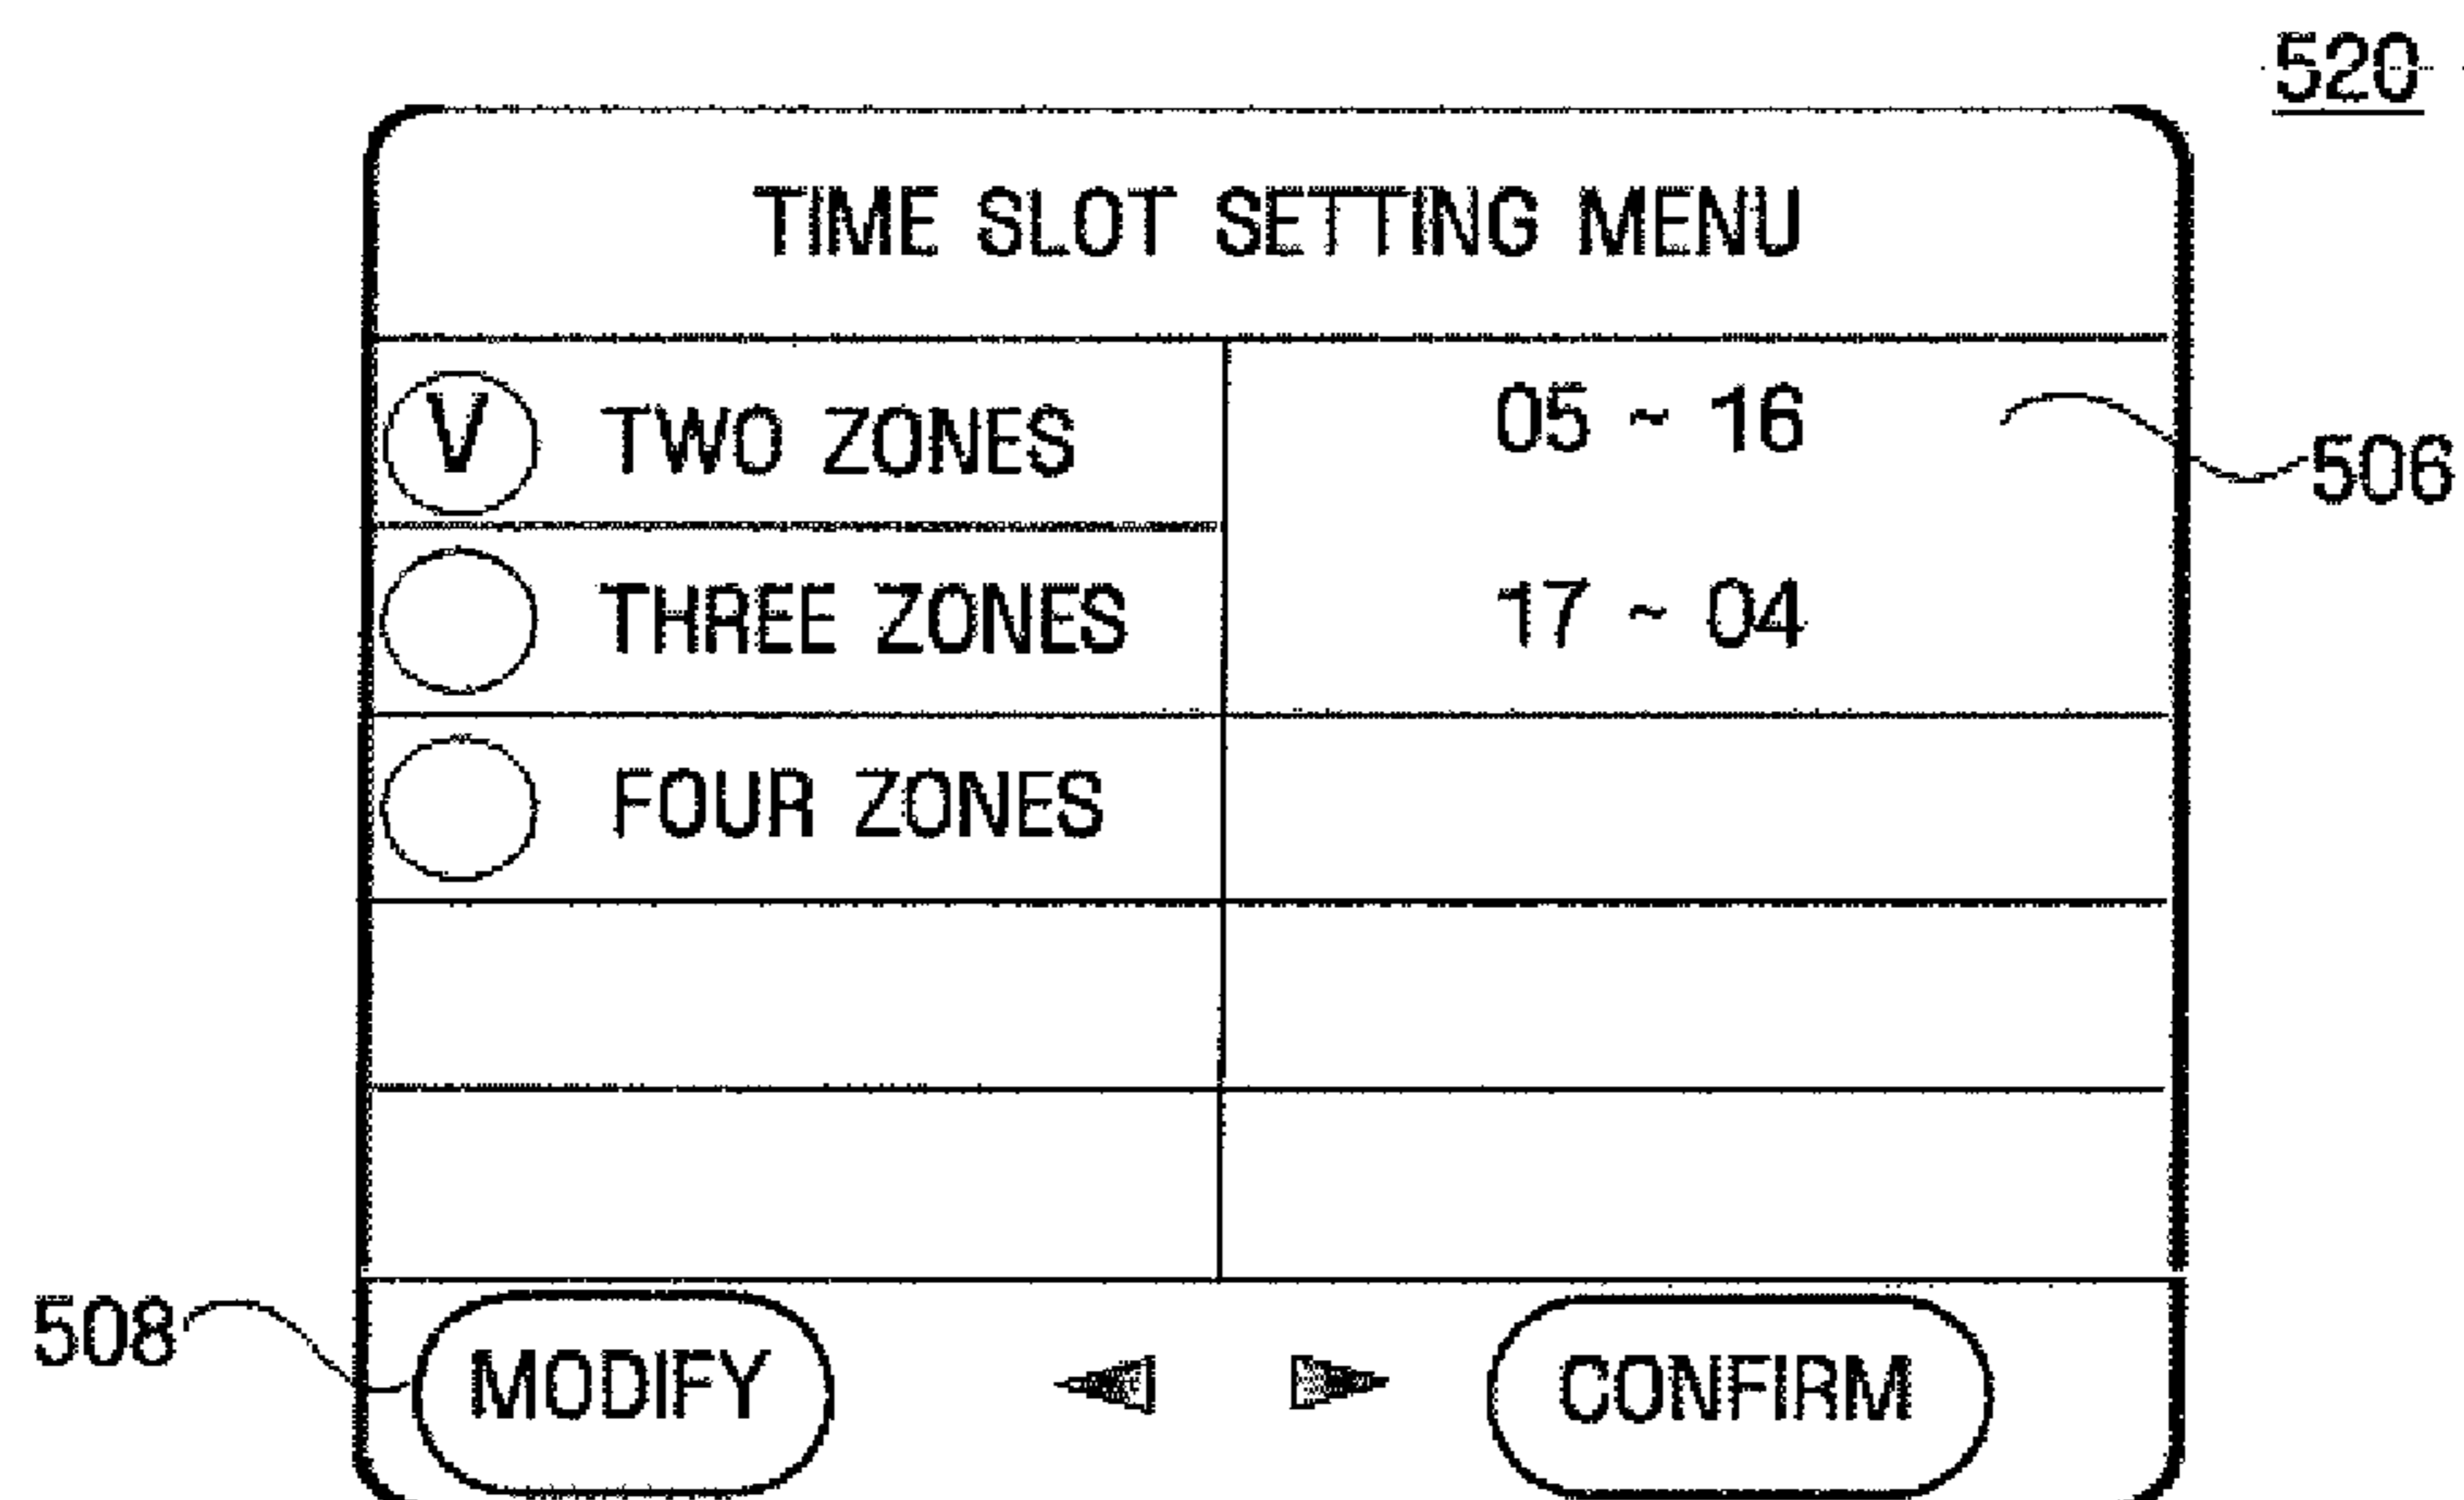 520
TIME SLOT SETTING MENU
V TWO ZONES 05 ~ 16
506
THREE ZONES 17 ~ 04
FOUR ZONES
508
MODIFY CONFIRM